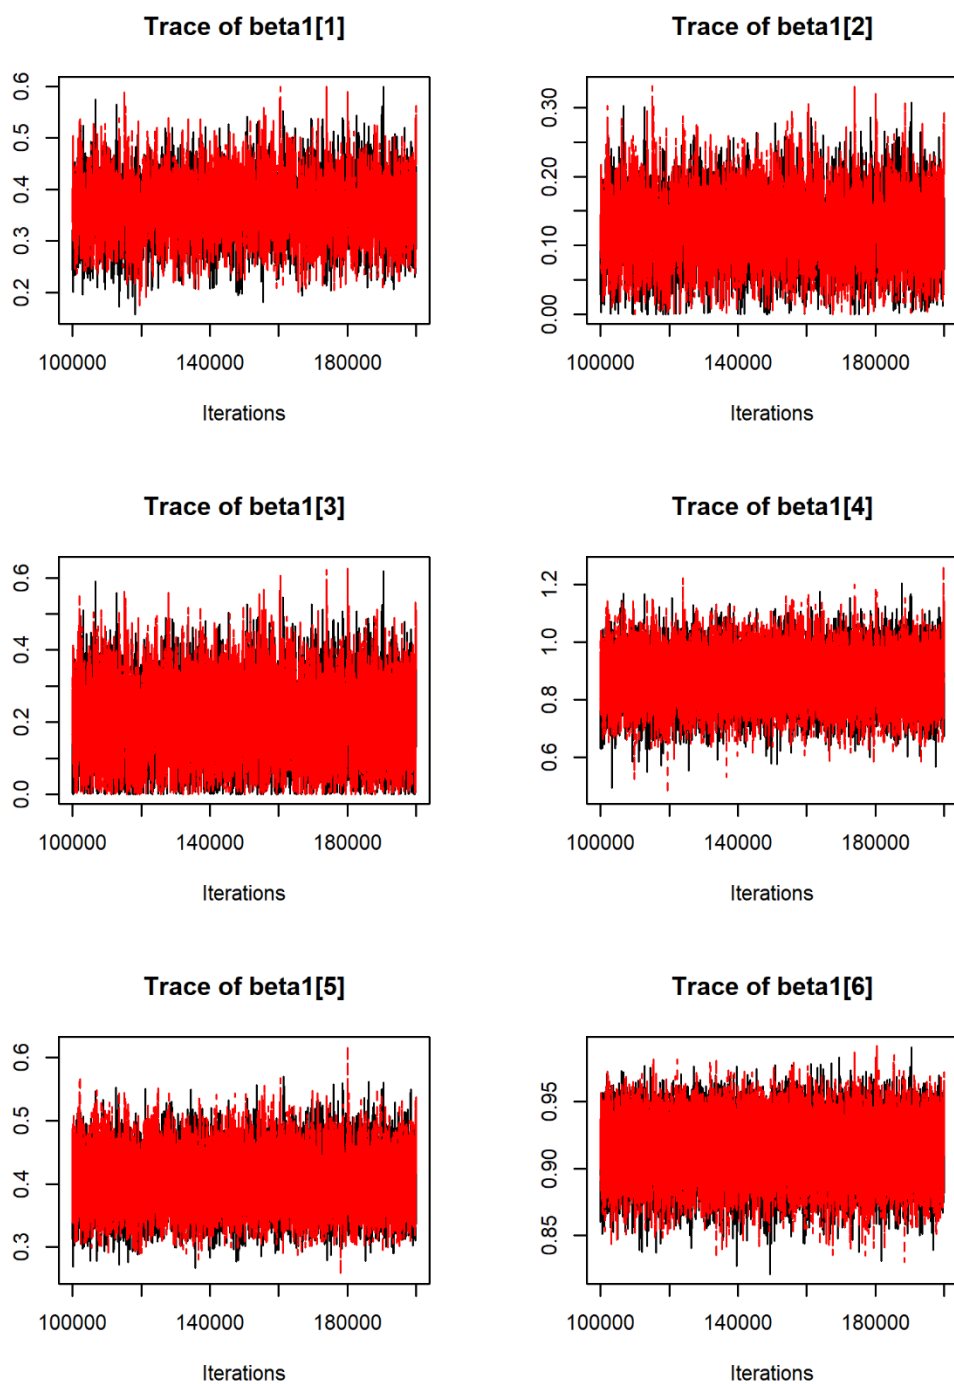 Trace of beta1[1]
0.6
0.5
0.4
0.3
0.2
100000 140000 180000
Iterations
Trace of beta1[2]
0.30
0.20
0.10
0.00
100000 140000 180000
Iterations
Trace of beta1[3]
0.6
0.4
0.2
0.0
100000 140000 180000
Iterations
Trace of beta1[4]
1.2
1.0
0.8
0.6
100000 140000 180000
Iterations
Trace of beta1[5]
0.6
0.5
0.4
0.3
100000 140000 180000
Iterations
Trace of beta1[6]
0.95
0.90
0.85
100000 140000 180000
Iterations